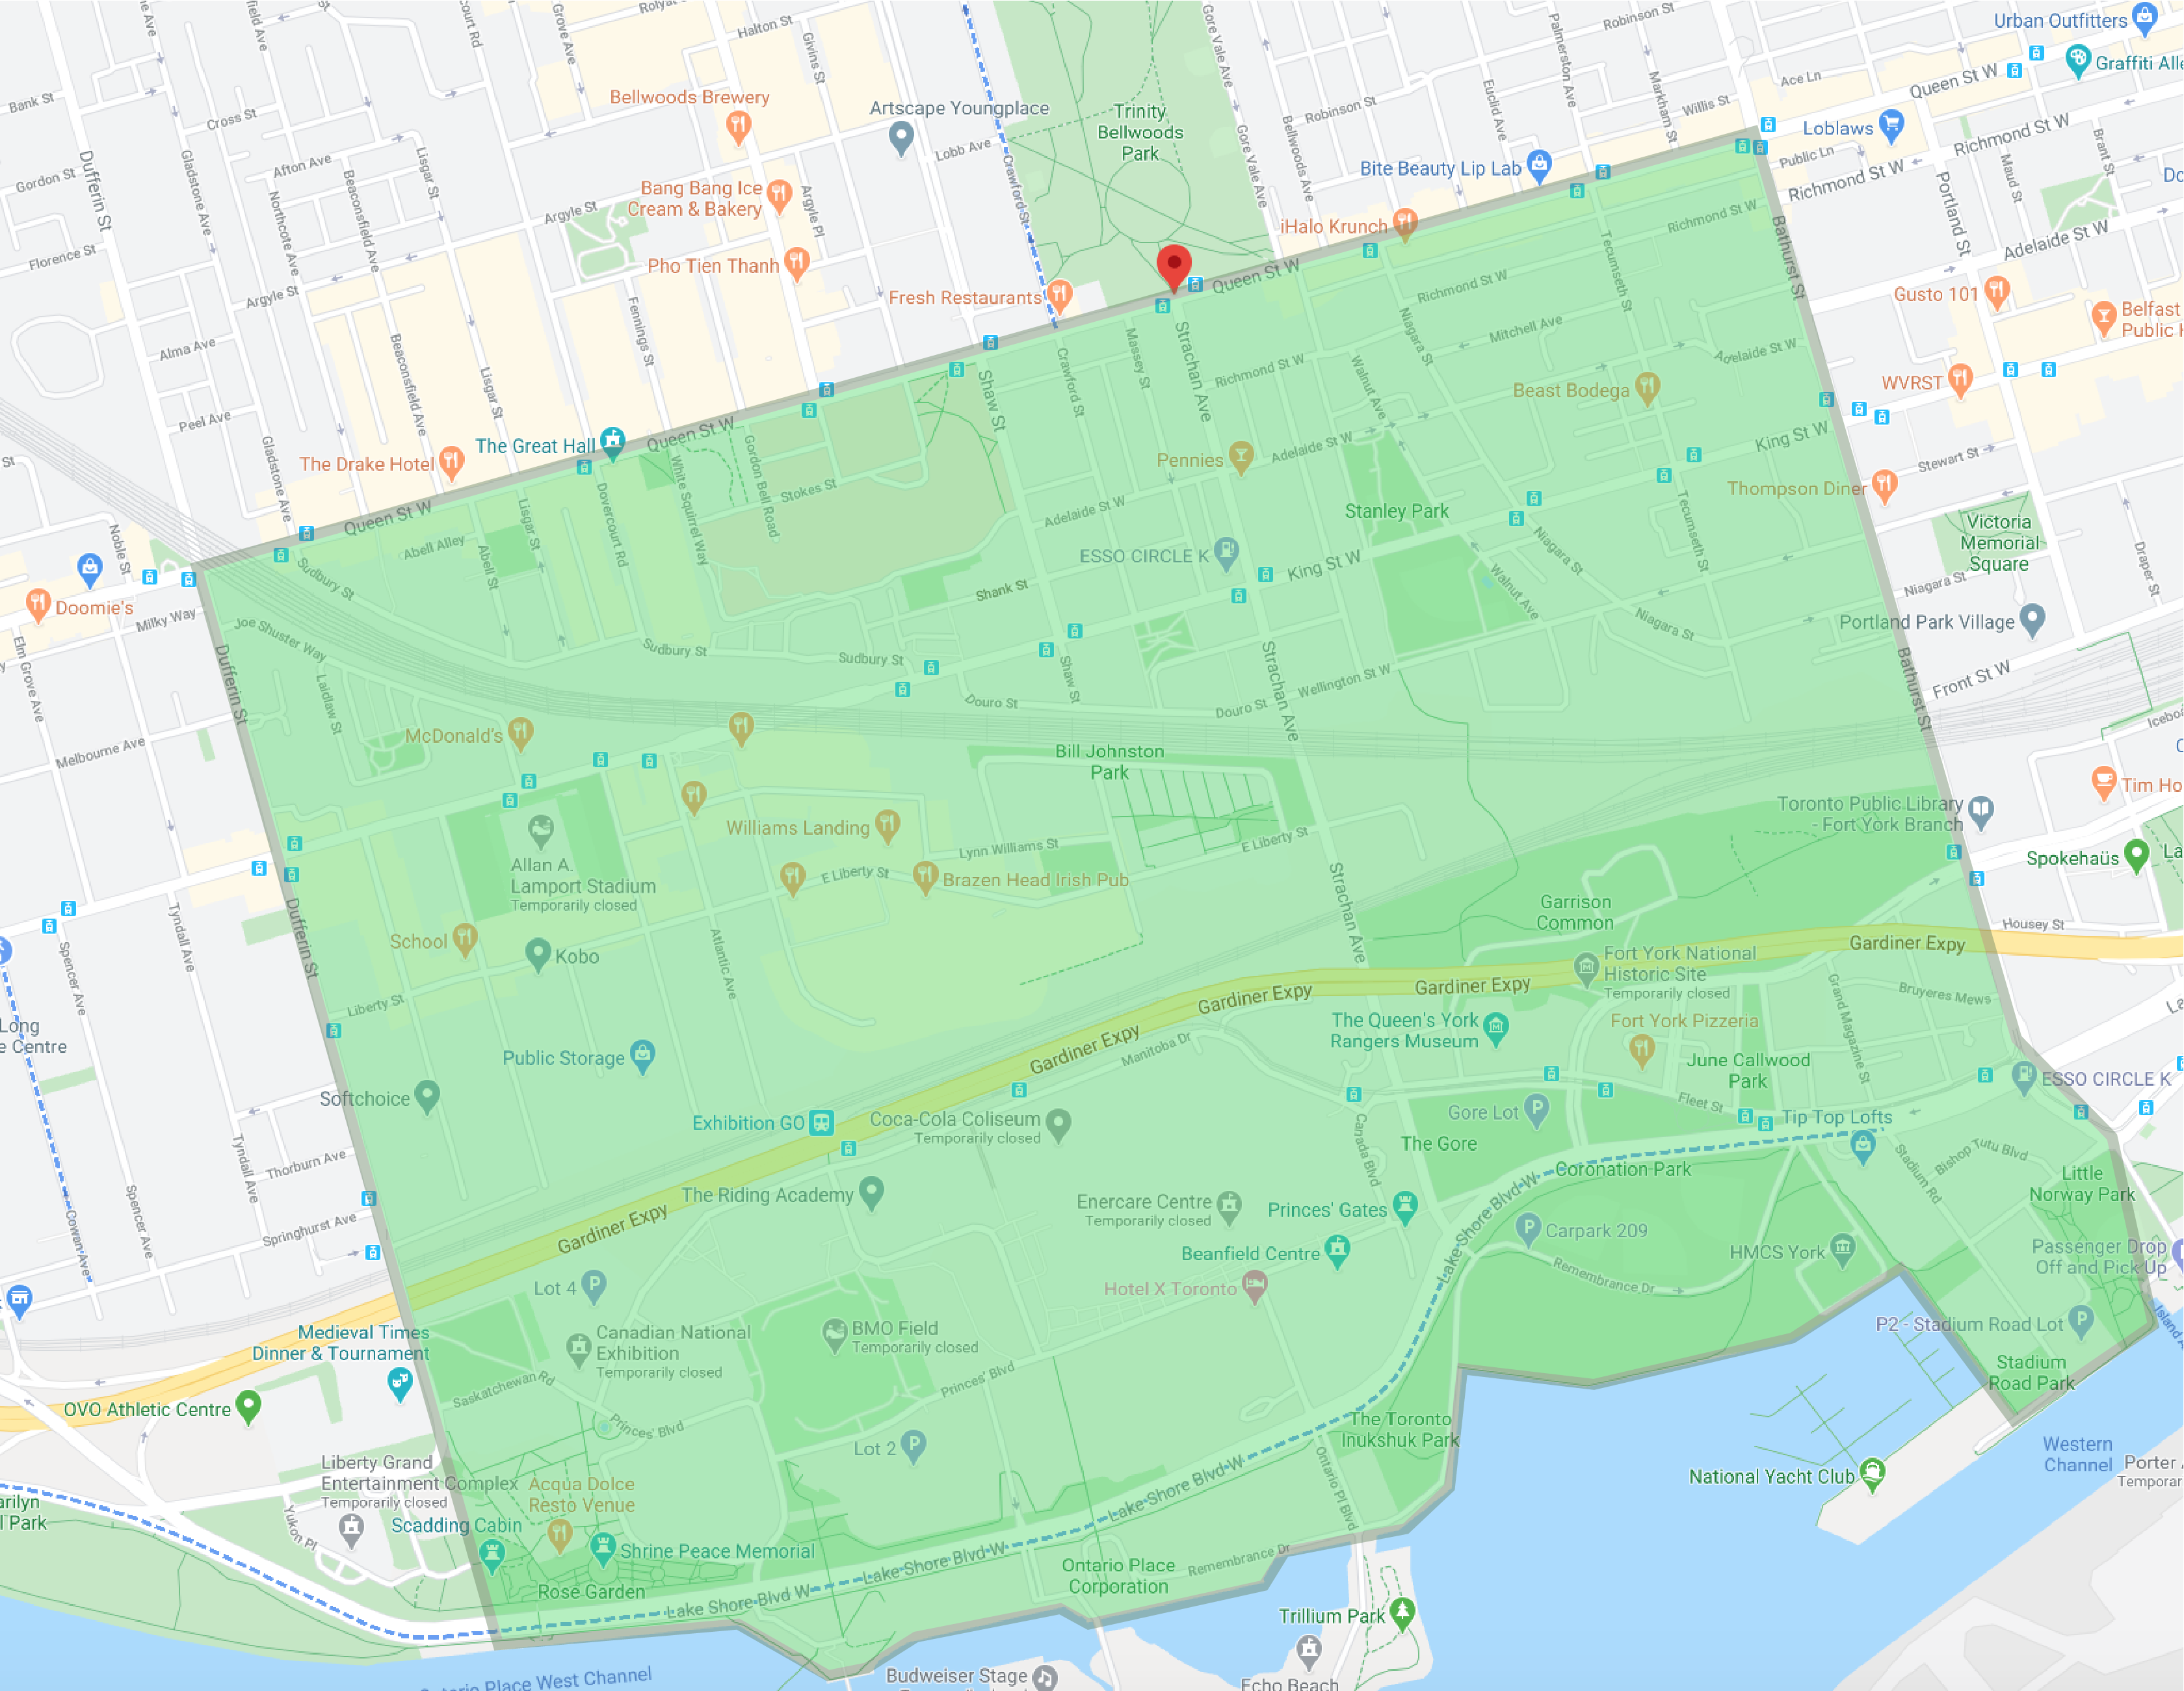 Rolyat
Halton St
Robinson St
Urban Outfitters
Grove Ave
Givins St
Gore Vale Ave
Palmerston Ave
Queen St W
Graffiti Alle
Ace Ln
Bank St
Cross St
Bellwoods Brewery
Artscape Youngplace
Trinity
Bellwoods
Park
Robinson St
Euclid Ave
Markham St
Willis St
Loblaws
Richmond St W
Brant St
Dufferin St
Gladstone Ave
Afton Ave
Lisgar St
Lobb Ave
Crawford St
Gore Vale Ave
Bellwoods Ave
Public Ln
Gordon St
Beaconsfield Ave
Northcote Ave
Bang Bang Ice
Cream & Bakery
Argyle St
Argyle Pl
Bite Beauty Lip Lab
Richmond St W
Portland St
Maud St
Florence St
Pho Tien Thanh
iHalo Krunch
Richmond St W
Tecumseth St
Bathurst St
Adelaide St W
Argyle St
Fennings St
Fresh Restaurants
Queen St W
Richmond St W
Gusto 101
Belfast
Public
Alma Ave
Beaconsfield Ave
Lisgar St
Massey St
Strachan Ave
Niagara St
Mitchell Ave
Adelaide St W
Crawford St
Richmond St W
Walnut Ave
Beast Bodega
WVRST
Peel Ave
Gladstone Ave
The Great Hall
Queen St W
Shaw St
King St W
The Drake Hotel
Gordon Bell Road
White Squirrel Way
Pennies
Adelaide St W
Stewart St
Stokes St
Thompson Diner
Queen St W
Lisgar St
Dovercourt Rd
Adelaide St W
Stanley Park
Tecumseth St
Victoria
Memorial
Square
Noble St
Abell Alley
Abell St
ESSO CIRCLE K
King St W
Niagara St
Draper St
Sudbury St
Shank St
Walnut Ave
Niagara St
Doomie's
Milky Way
Joe Shuster Way
Niagara St
Portland Park Village
Elm Grove Ave
Dufferin St
Laidlaw St
Sudbury St
Sudbury St
Shaw St
Strachan Ave
Wellington St W
Bathurst St
Front St W
Douro St
Douro St
Melbourne Ave
McDonald's
Bill Johnston
Park
Tim Ho
Toronto Public Library
- Fort York Branch
Williams Landing
Lynn Williams St
E Liberty St
Spokehaüs
La
Allan A.
Lamport Stadium
Temporarily closed
E Liberty St
Brazen Head Irish Pub
Strachan Ave
Garrison
Common
Tyndall Ave
Dufferin St
Housey St
School
Kobo
Atlantic Ave
Gardiner Expy
Spencer Ave
Fort York National
Historic Site
Temporarily closed
Liberty St
Gardiner Expy
Gardiner Expy
Grand Magazine St
Bruyeres Mews
Long
e Centre
The Queen's York
Rangers Museum
Fort York Pizzeria
Public Storage
Gardiner Expy
Manitoba Dr
June Callwood
Park
ESSO CIRCLE K
Softchoice
Exhibition GO
Coca-Cola Coliseum
Temporarily closed
Gore Lot
Fleet St
Tip Top Lofts
Canada Blvd
The Gore
Tyndall Ave
Thorburn Ave
Coronation Park
Stadium Rd
Bishop Tutu Blvd
Little
Norway Park
Spencer Ave
Cowan Ave
Springhurst Ave
The Riding Academy
Enercare Centre
Temporarily closed
Princes' Gates
Lake Shore Blvd W
Carpark 209
HMCS York
Gardiner Expy
Beanfield Centre
Passenger Drop
Off and Pick Up
Lot 4
Hotel X Toronto
Remembrance Dr
P2 - Stadium Road Lot
Medieval Times
Dinner & Tournament
Canadian National
Exhibition
Temporarily closed
BMO Field
Temporarily closed
Stadium
Road Park
Saskatchewan Rd
Princes' Blvd
OVO Athletic Centre
Princes' Blvd
The Toronto
Inukshuk Park
Lot 2
Western
Channel
Liberty Grand
Entertainment Complex
Temporarily closed
Acqua Dolce
Resto Venue
Lake Shore Blvd W
Ontario Pl Blvd
National Yacht Club
Porter
Temporar
arilyn
l Park
Yukon Pl
Scadding Cabin
Shrine Peace Memorial
Lake Shore Blvd W
Ontario Place
Corporation
Remembrance Dr
Rose Garden
Lake Shore Blvd W
Trillium Park
Ontario Place West Channel
Budweiser Stage
Echo Beach